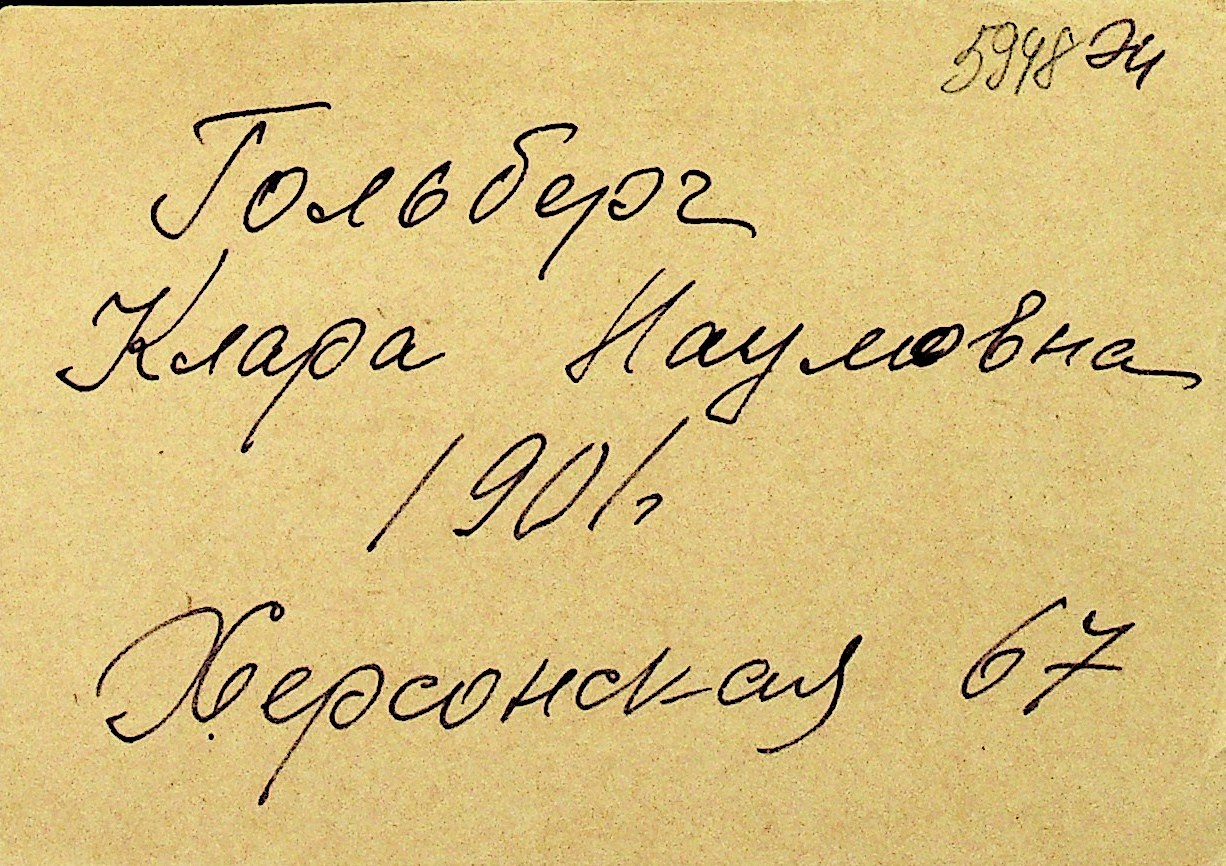 5948 Эч
Гольберг
Клара Наумовна
1901г
Херсонская 67